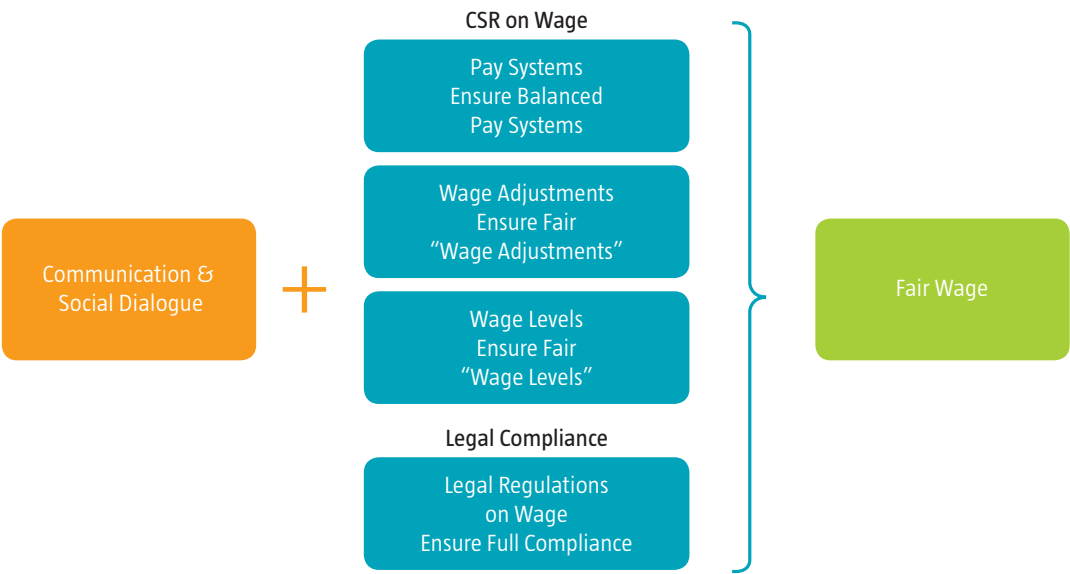 CSR on Wage
Pay Systems
Ensure Balanced
Pay Systems
Wage Adjustments
Ensure Fair
“Wage Adjustments”
Communication &
Social Dialogue
+
Wage Levels
Ensure Fair
“Wage Levels”
Fair Wage
Legal Compliance
Legal Regulations
on Wage
Ensure Full Compliance